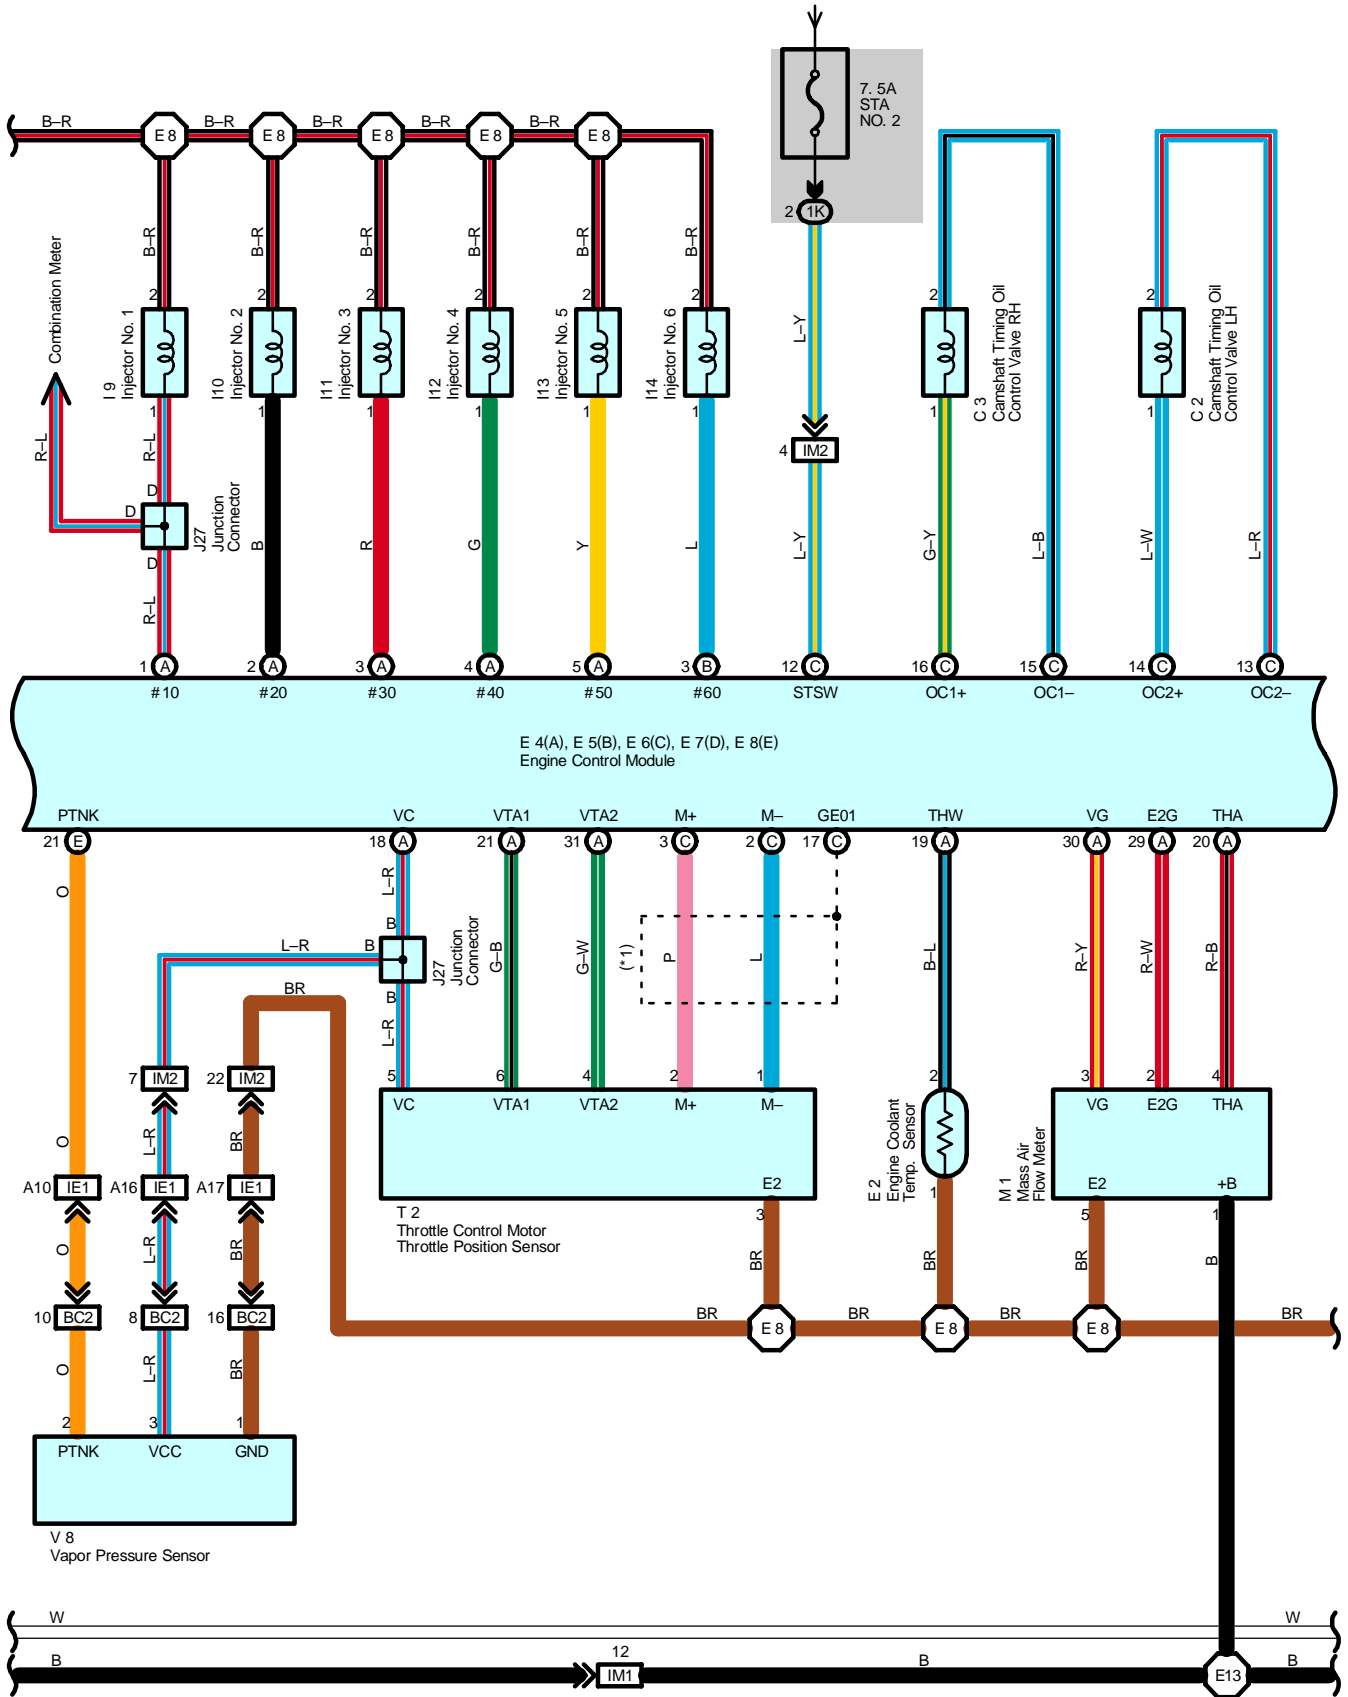 7. 5A
STA
NO. 2
B–R B–R B–R B–R B–R
E 8 E 8 E 8 E 8 E 8
2 1K
B–R B–R B–R B–R B–R B–R
Combination Meter
2 2 2 2 2 2 2 2
I 9
Injector No. 1
I10
Injector No. 2
I11
Injector No. 3
I12
Injector No. 4
I13
Injector No. 5
I14
Injector No. 6
L–Y
C 3
Camshaft Timing Oil
Control Valve RH
C 2
Camshaft Timing Oil
Control Valve LH
1 1 1 1 1 1 1 1
R–L R–L
4 IM2
D
D
J27
Junction
Connector
D
R–L
B R G Y L L–Y G–Y L–B L–W L–R
1 A 2 A 3 A 4 A 5 A 3 B 12 C 16 C 15 C 14 C 13 C
#10 #20 #30 #40 #50 #60 STSW OC1+ OC1– OC2+ OC2–
E 4(A), E 5(B), E 6(C), E 7(D), E 8(E)
Engine Control Module
PTNK VC VTA1 VTA2 M+ M– GE01 THW VG E2G THA
21 E 18 A 21 A 31 A 3 C 2 C 17 C 19 A 30 A 29 A 20 A
O L–R
B
L–R B
J27
Junction
Connector
B
L–R
G–B G–W (*1) P L B–L R–Y R–W R–B
BR
7 IM2 22 IM2
5 6 4 2 1 2 3 2 4
VC VTA1 VTA2 M+ M– VG E2G THA
O L–R BR
E 2
Engine Coolant
Temp. Sensor
M 1
Mass Air
Flow Meter
A10 IE1 A16 IE1 A17 IE1
E2 1 E2 +B
T 2
Throttle Control Motor
Throttle Position Sensor
3 5 1
O L–R BR BR BR BR B
10 BC2 8 BC2 16 BC2
BR BR BR BR
E 8 E 8 E 8
O L–R BR
2 3 1
PTNK VCC GND
V 8
Vapor Pressure Sensor
W W
12
B IM1 B E13 B